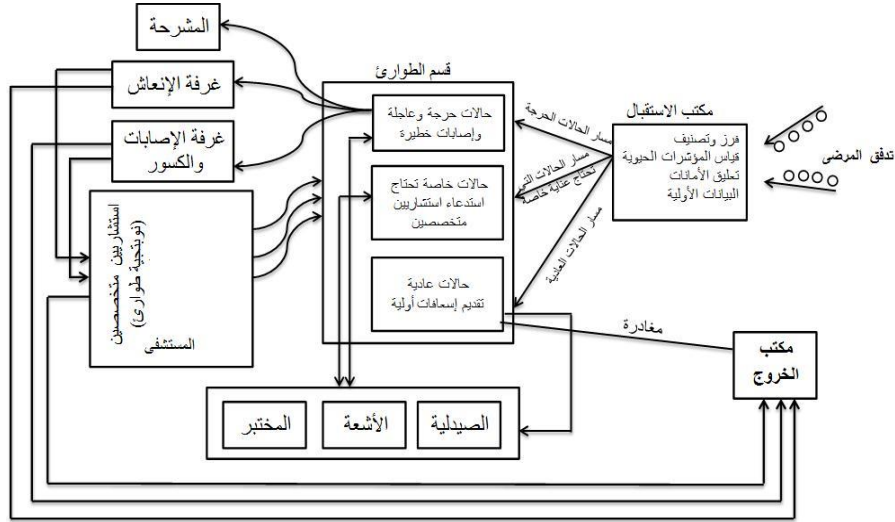 المشرحة
قسم الطوارئ
غرفة الإنعاش
مكتب الاستقبال
حالات حرجة وعاجلة
وإصابات خطيرة
مسار الحالات الحرجة
فرز وتصنيف
قياس المؤشرات الحيوية
تعليق الأمانات
البيانات الأولية
تدفق المرضى
غرفة الإصابات
والكسور
مسار الحالات التي
تحتاج عناية خاصة
حالات خاصة تحتاج
استدعاء استشاريين
متخصصين
مسار الحالات العادية
استشاريين متخصصين
(نوبتجية طوارئ)
المستشفى
حالات عادية
تقديم إسعافات أولية
مغادرة
مكتب
الخروج
الصيدلية
الأشعة
المختبر